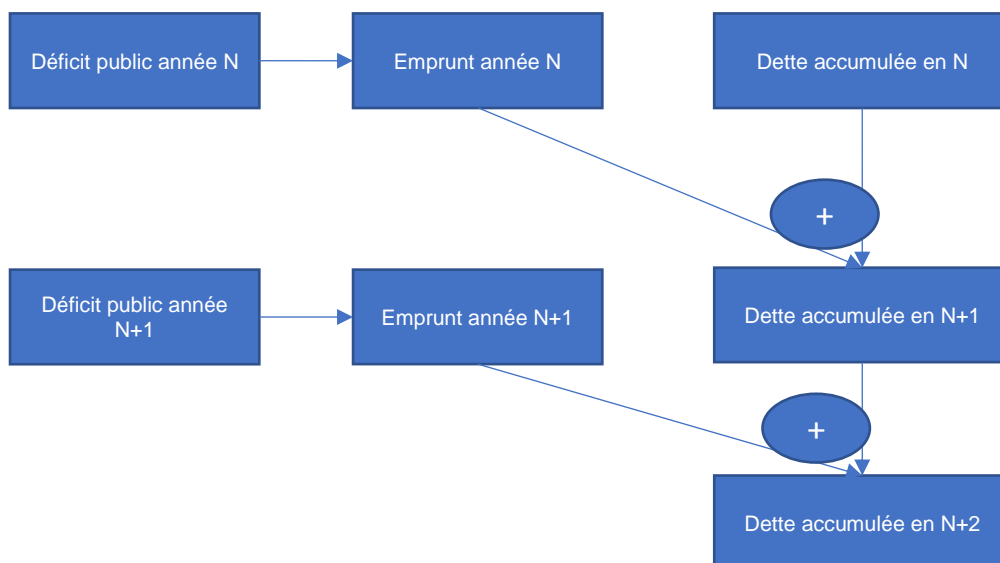 Déficit public année N
Emprunt année N
Dette accumulée en N
+
Déficit public année
N+1
Emprunt année N+1
Dette accumulée en N+1
+
Dette accumulée en N+2